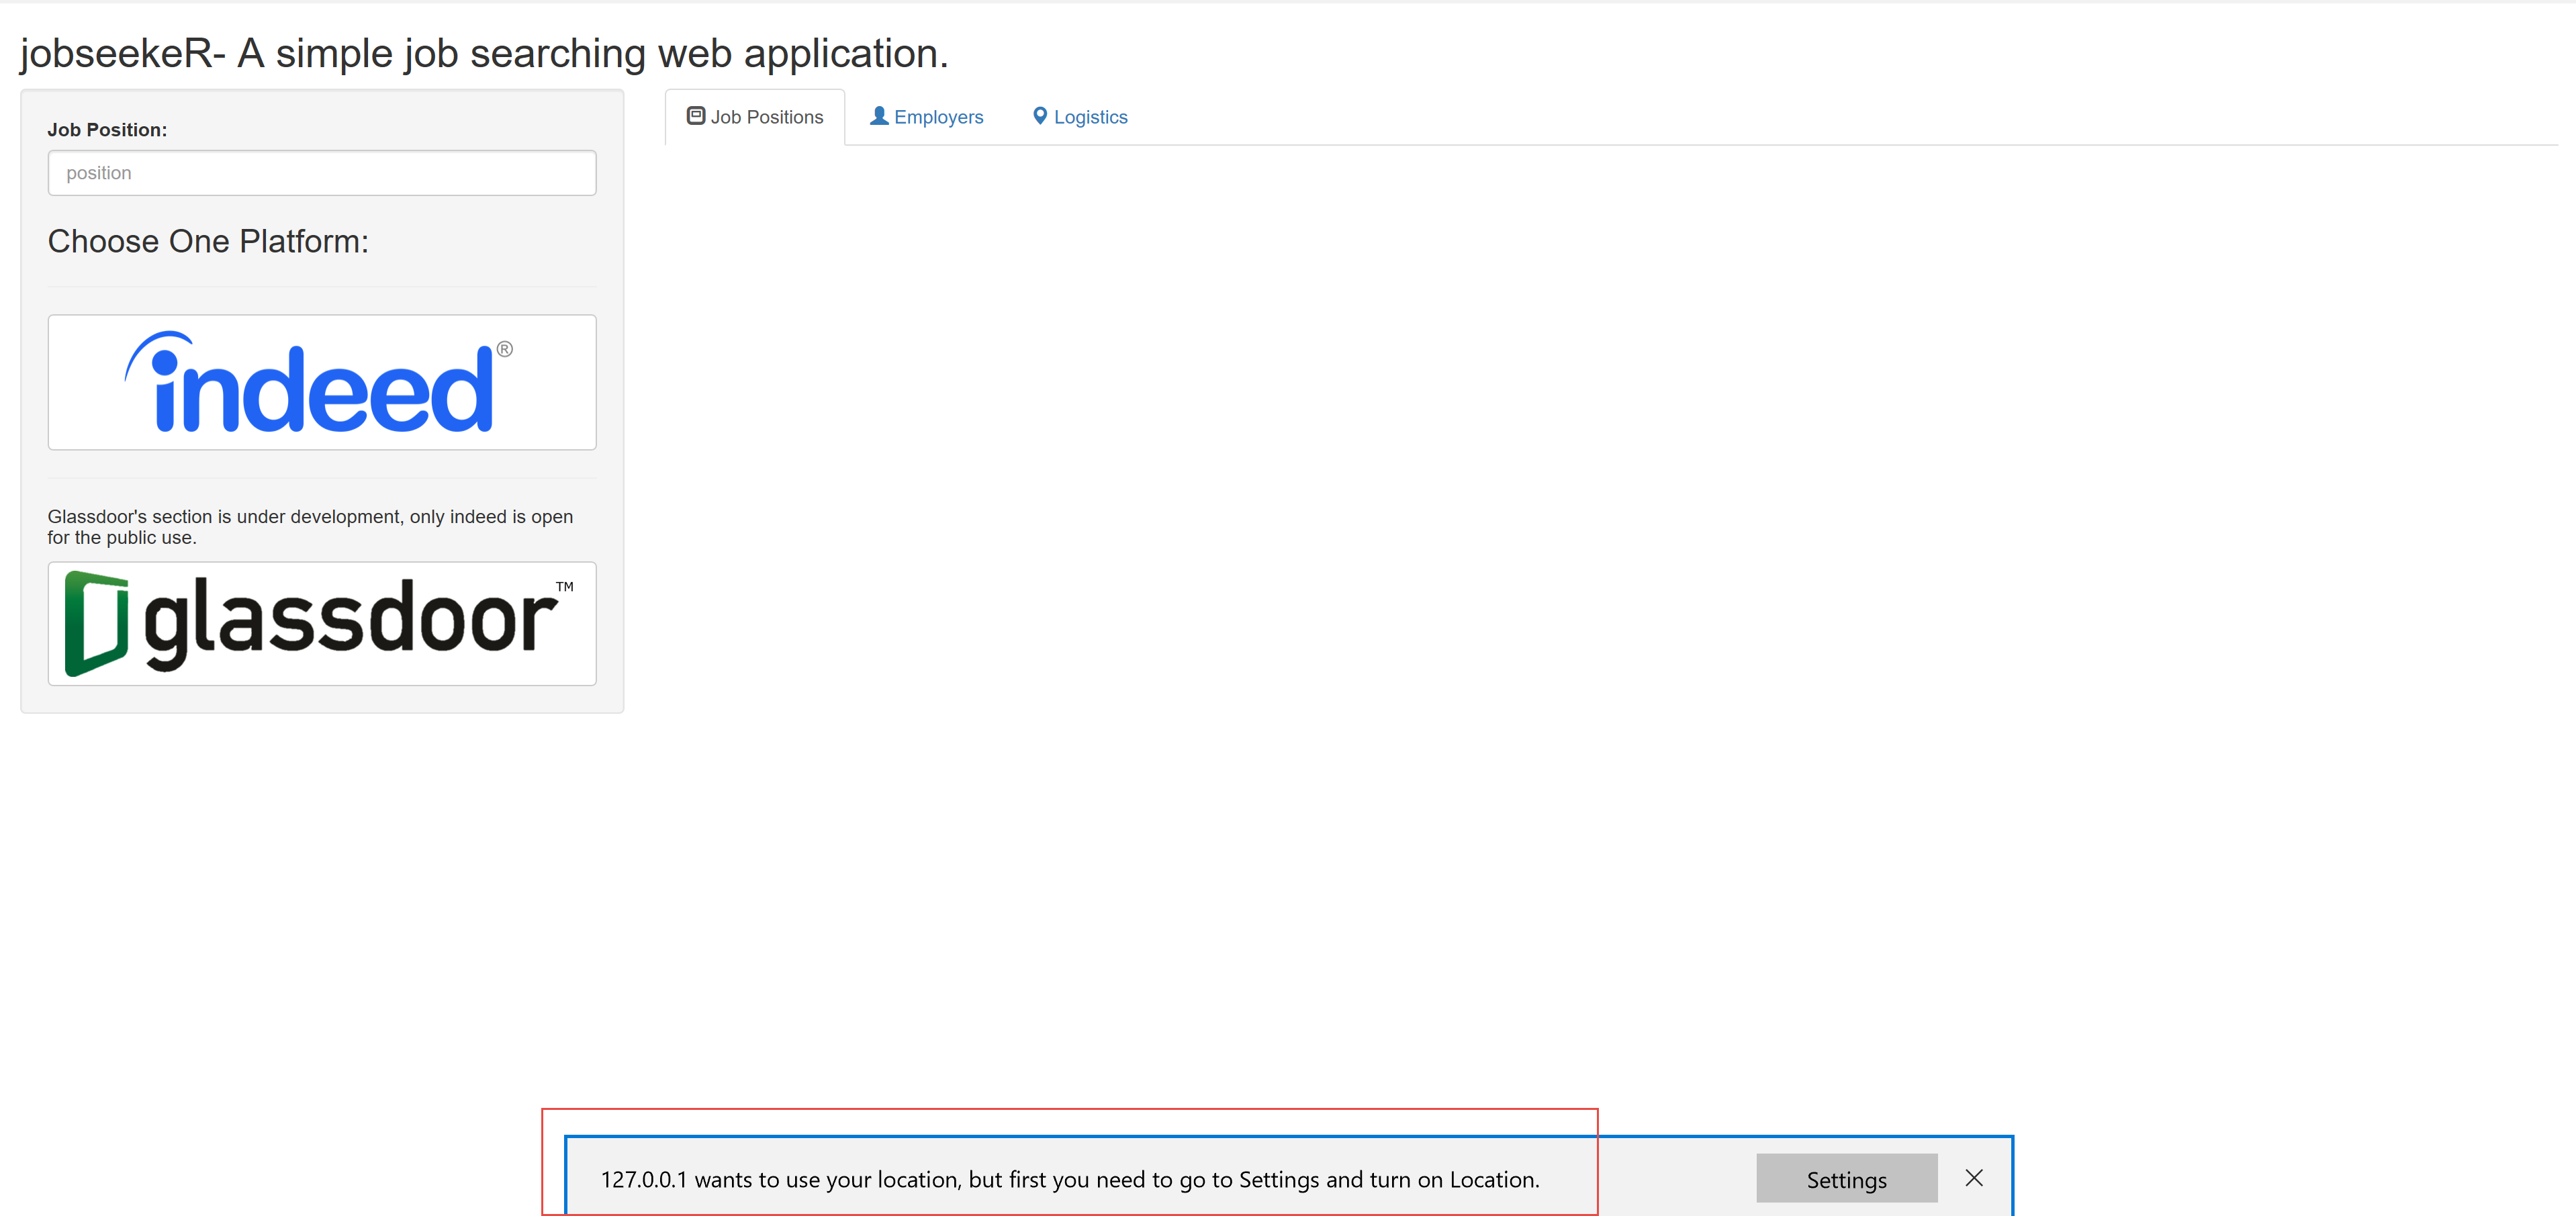 jobseekeR- A simple job searching web application.
Job Position:
position
Choose One Platform:
indeed®
Glassdoor's section is under development, only indeed is open
for the public use.
glassdoor™
Job Positions
Employers
Logistics
127.0.0.1 wants to use your location, but first you need to go to Settings and turn on Location.
Settings